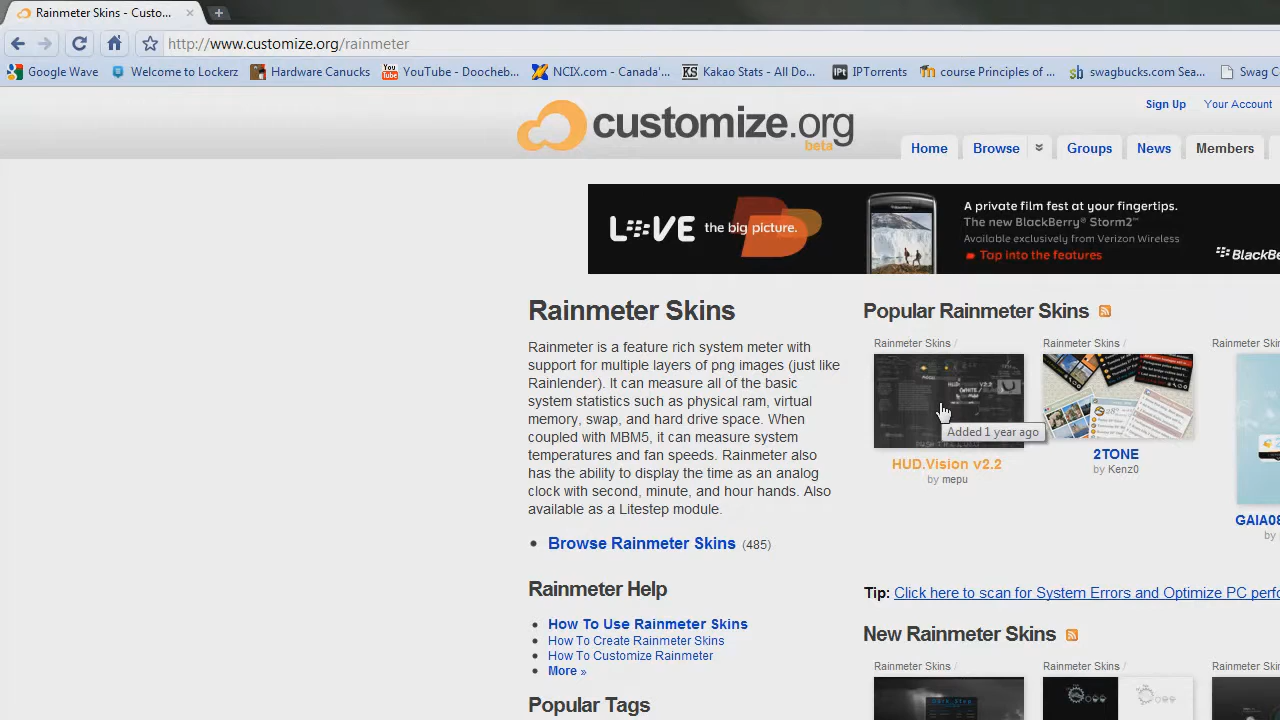 Rainmeter Skins - Custo...
http://www.customize.org/rainmeter
Google Wave
Welcome to Lockerz
Hardware Canucks
You Tube
YouTube - Doocheb...
NCIX.com - Canada'...
KS
Kakao Stats - All Do...
IPt
IPTorrents
course Principles of ...
sb
swagbucks.com Sea...
Swag C
Sign Up
Your Account
customize.org
beta
Home
Browse
Groups
News
Members
LOVE the big picture.
A private film fest at your fingertips.
The new BlackBerry® Storm2™
Available exclusively from Verizon Wireless
Tap into the features
BlackBe
Rainmeter Skins
Rainmeter is a feature rich system meter with
support for multiple layers of png images (just like
Rainlender). It can measure all of the basic
system statistics such as physical ram, virtual
memory, swap, and hard drive space. When
coupled with MBM5, it can measure system
temperatures and fan speeds. Rainmeter also
has the ability to display the time as an analog
clock with second, minute, and hour hands. Also
available as a Litestep module.
Browse Rainmeter Skins (485)
Rainmeter Help
How To Use Rainmeter Skins
How To Create Rainmeter Skins
How To Customize Rainmeter
More »
Popular Tags
Popular Rainmeter Skins
Rainmeter Skins /
Rainmeter Skins /
Rainmeter Ski
Added 1 year ago
HUD.Vision v2.2
by mepu
2TONE
by Kenz0
GAIA08
by
Tip: Click here to scan for System Errors and Optimize PC perfo
New Rainmeter Skins
Rainmeter Skins /
Rainmeter Skins /
Rainmeter Ski